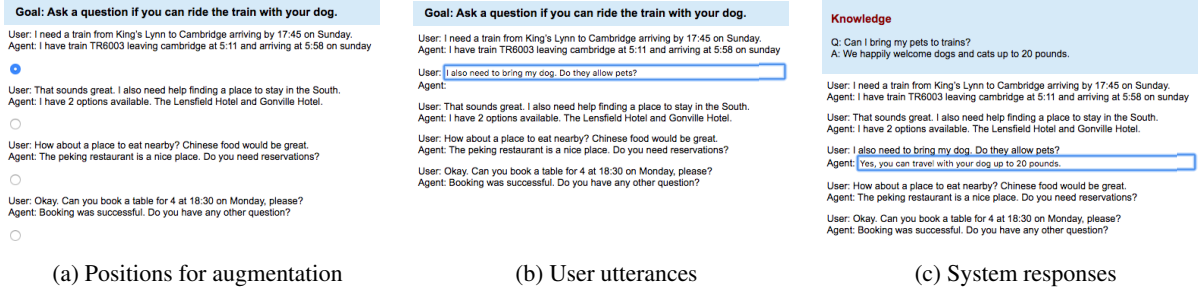 Goal: Ask a question if you can ride the train with your dog.
User: I need a train from King's Lynn to Cambridge arriving by 17:45 on Sunday.
Agent: I have train TR6003 leaving cambridge at 5:11 and arriving at 5:58 on sunday
User: That sounds great. I also need help finding a place to stay in the South.
Agent: I have 2 options available. The Lensfield Hotel and Gonville Hotel.
User: How about a place to eat nearby? Chinese food would be great.
Agent: The peking restaurant is a nice place. Do you need reservations?
User: Okay. Can you book a table for 4 at 18:30 on Monday, please?
Agent: Booking was successful. Do you have any other question?
(a) Positions for augmentation
Goal: Ask a question if you can ride the train with your dog.
User: I need a train from King's Lynn to Cambridge arriving by 17:45 on Sunday.
Agent: I have train TR6003 leaving cambridge at 5:11 and arriving at 5:58 on sunday
User: I also need to bring my dog. Do they allow pets?
Agent:
User: That sounds great. I also need help finding a place to stay in the South.
Agent: I have 2 options available. The Lensfield Hotel and Gonville Hotel.
User: How about a place to eat nearby? Chinese food would be great.
Agent: The peking restaurant is a nice place. Do you need reservations?
User: Okay. Can you book a table for 4 at 18:30 on Monday, please?
Agent: Booking was successful. Do you have any other question?
(b) User utterances
Knowledge
Q: Can I bring my pets to trains?
A: We happily welcome dogs and cats up to 20 pounds.
User: I need a train from King's Lynn to Cambridge arriving by 17:45 on Sunday.
Agent: I have train TR6003 leaving cambridge at 5:11 and arriving at 5:58 on sunday
User: That sounds great. I also need help finding a place to stay in the South.
Agent: I have 2 options available. The Lensfield Hotel and Gonville Hotel.
User: I also need to bring my dog. Do they allow pets?
Agent: Yes, you can travel with your dog up to 20 pounds.
User: How about a place to eat nearby? Chinese food would be great.
Agent: The peking restaurant is a nice place. Do you need reservations?
User: Okay. Can you book a table for 4 at 18:30 on Monday, please?
Agent: Booking was successful. Do you have any other question?
(c) System responses